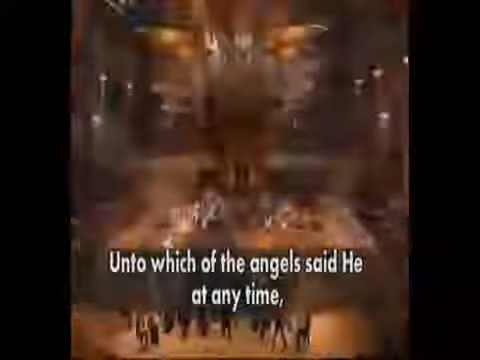 Unto which of the angels said He
at any time,